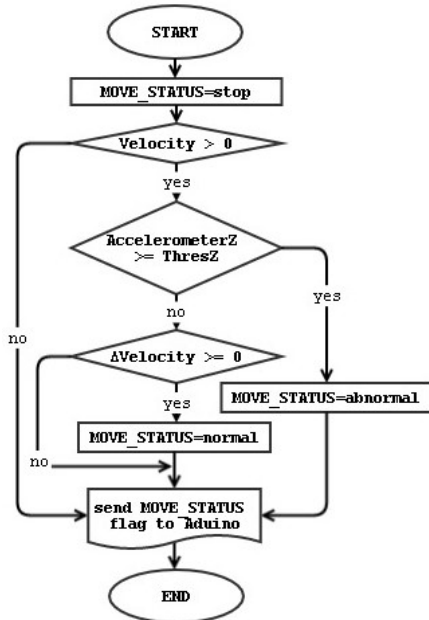 START
MOVE_STATUS=stop
Velocity > 0
yes
AccelerometerZ
>= ThresZ
yes
no
no
ΔVelocity >= 0
yes
MOVE_STATUS=abnormal
MOVE_STATUS=normal
no
send MOVE_STATUS
flag to Aduino
END